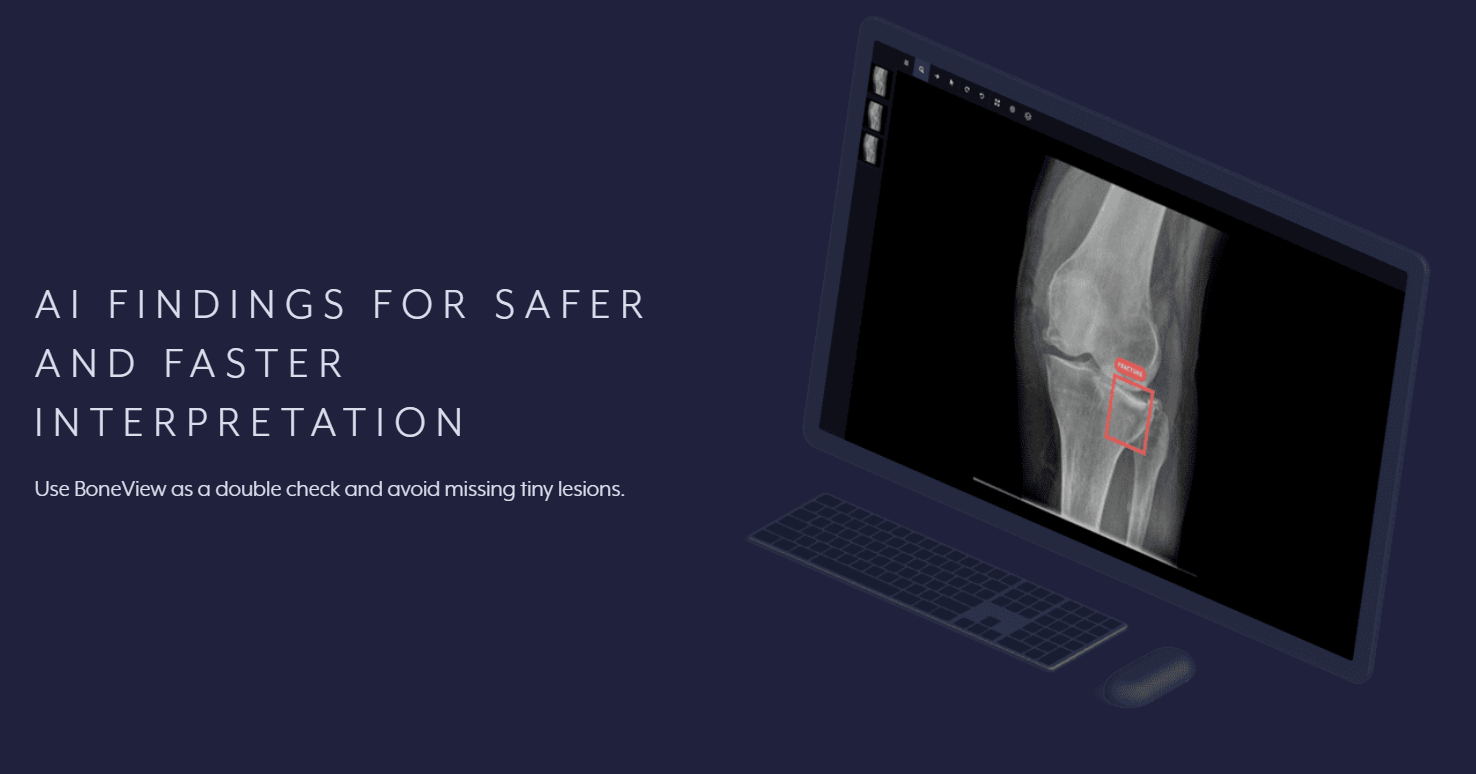 AI FINDINGS FOR SAFER
AND FASTER
INTERPRETATION
Use BoneView as a double check and avoid missing tiny lesions.
FRACTURE